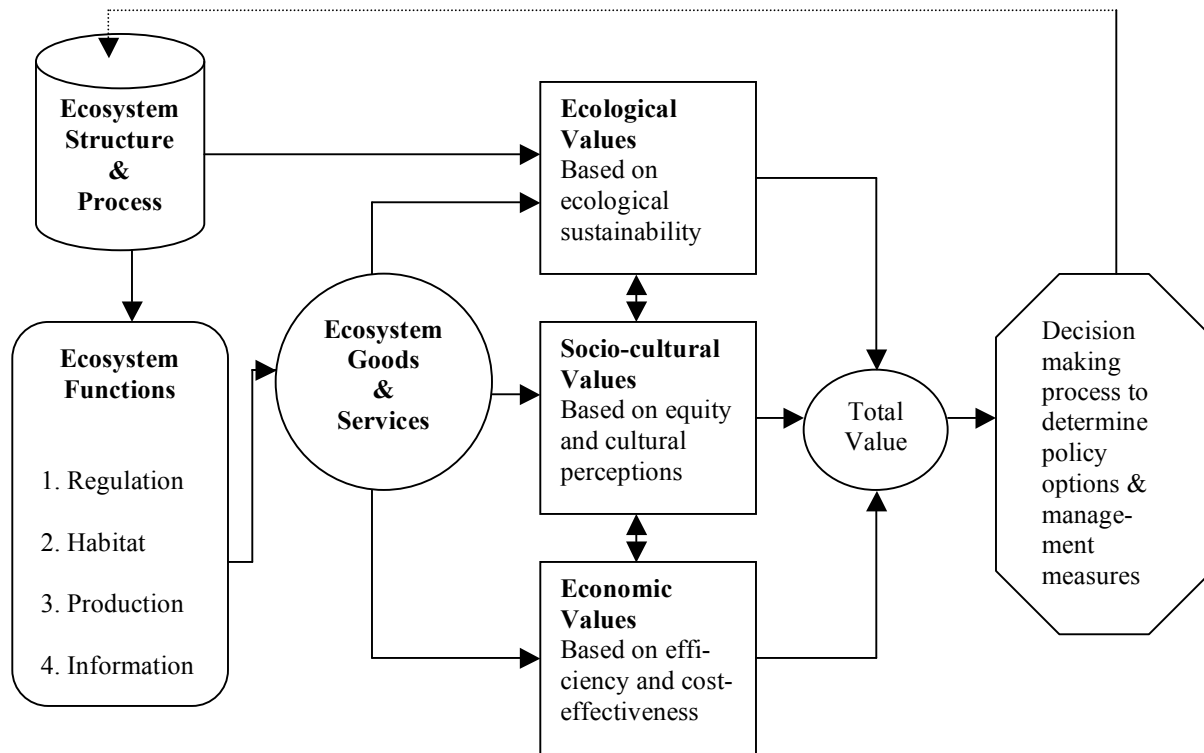 Ecosystem
Structure
&
Process
Ecosystem
Functions
1. Regulation
2. Habitat
3. Production
4. Information
Ecosystem
Goods
&
Services
Ecological
Values
Based on
ecological
sustainability
Socio-cultural
Values
Based on equity
and cultural
perceptions
Economic
Values
Based on effi-
ciency and cost-
effectiveness
Total
Value
Decision
making
process to
determine
policy
options &
manage-
ment
measures